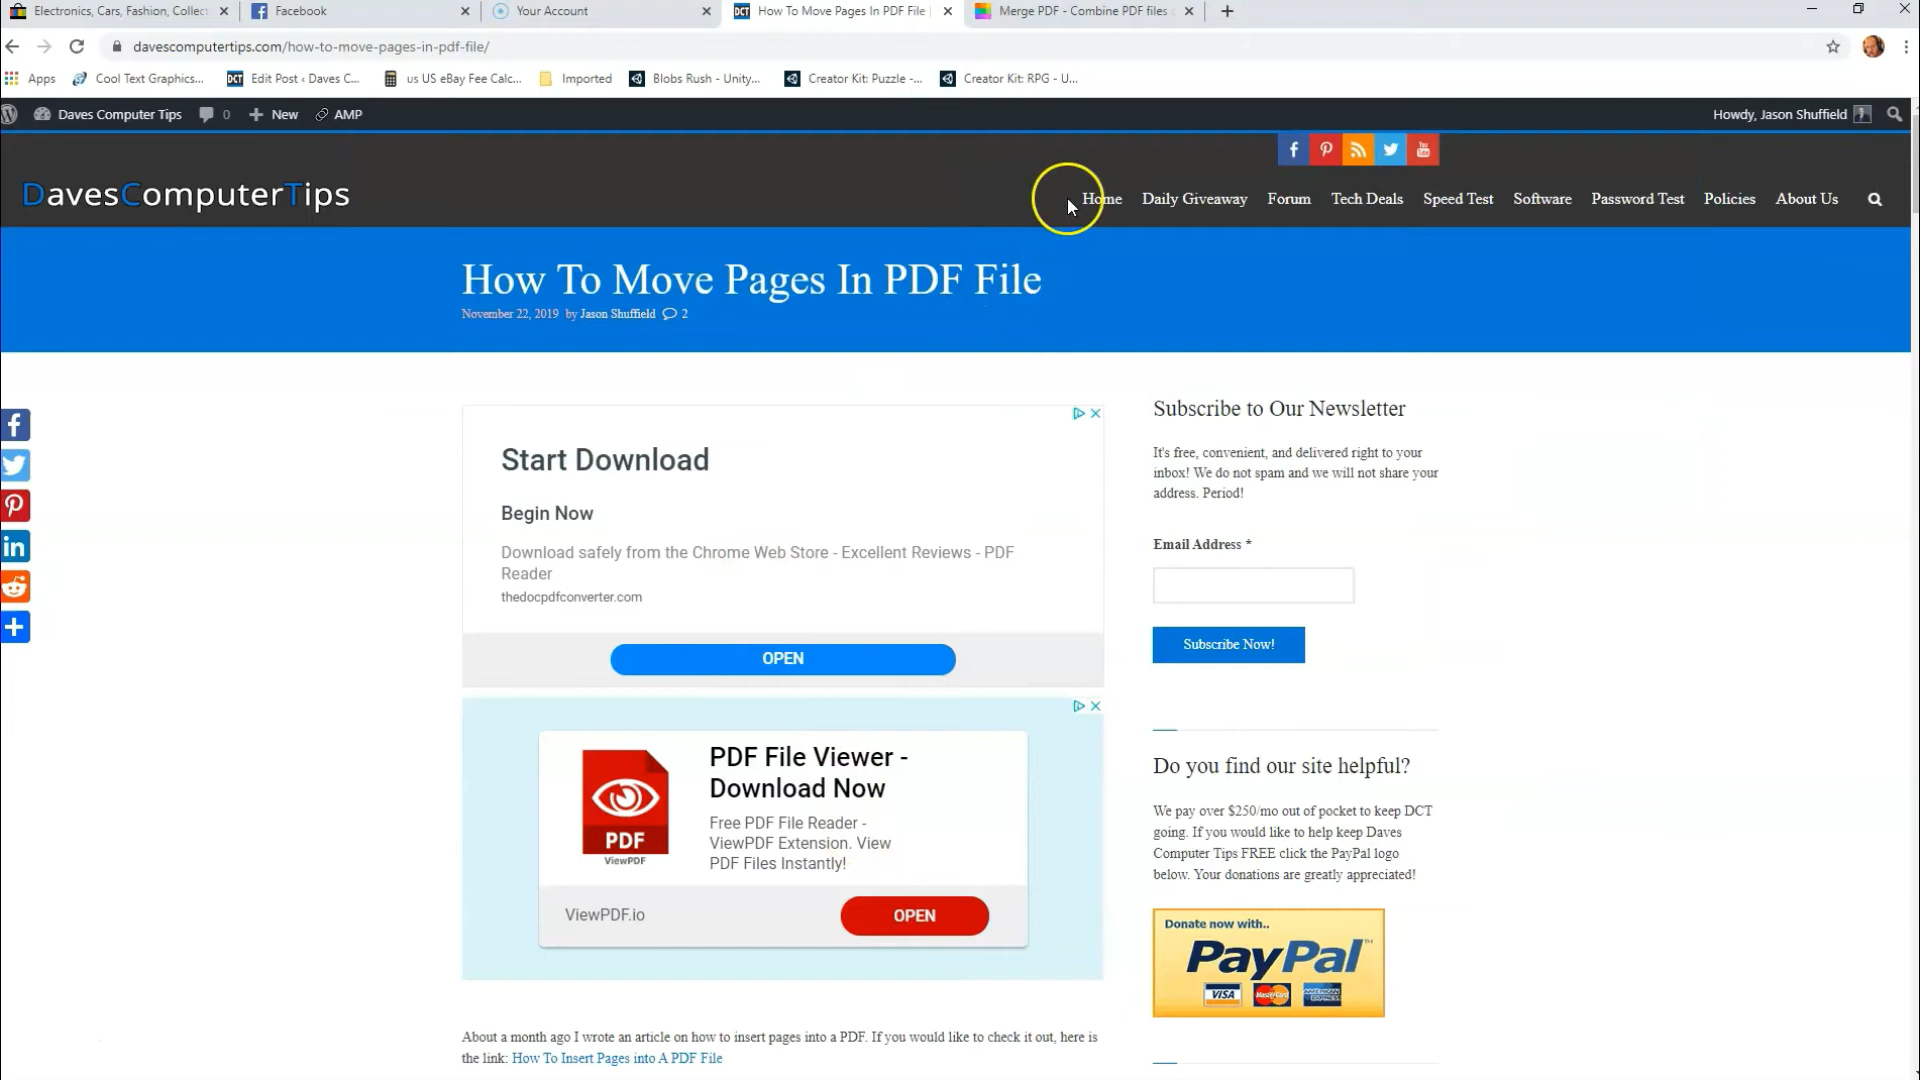 Electronics, Cars, Fashion, Collect
Facebook
Your Account
DCT How To Move Pages In PDF File |
Merge PDF - Combine PDF files
davescomputertips.com/how-to-move-pages-in-pdf-file/
Apps
Cool Text Graphics...
DCT Edit Post ‹ Daves C...
us US eBay Fee Calc...
Imported
Blobs Rush - Unity...
Creator Kit: Puzzle -...
Creator Kit: RPG - U...
Daves Computer Tips
0
New
AMP
Howdy, Jason Shuffield
DavesComputerTips
Home
Daily Giveaway
Forum
Tech Deals
Speed Test
Software
Password Test
Policies
About Us
How To Move Pages In PDF File
November 22, 2019 by Jason Shuffield 2
Start Download
Begin Now
Download safely from the Chrome Web Store - Excellent Reviews - PDF
Reader
thedocpdfconverter.com
OPEN
PDF File Viewer -
Download Now
Free PDF File Reader -
ViewPDF Extension. View
PDF Files Instantly!
PDF
ViewPDF
ViewPDF.io
OPEN
About a month ago I wrote an article on how to insert pages into a PDF. If you would like to check it out, here is
the link: How To Insert Pages into A PDF File
Subscribe to Our Newsletter
It's free, convenient, and delivered right to your
inbox! We do not spam and we will not share your
address. Period!
Email Address *
Subscribe Now!
Do you find our site helpful?
We pay over $250/mo out of pocket to keep DCT
going. If you would like to help keep Daves
Computer Tips FREE click the PayPal logo
below. Your donations are greatly appreciated!
Donate now with..
PayPal™
VISA MasterCard AMERICAN EXPRESS